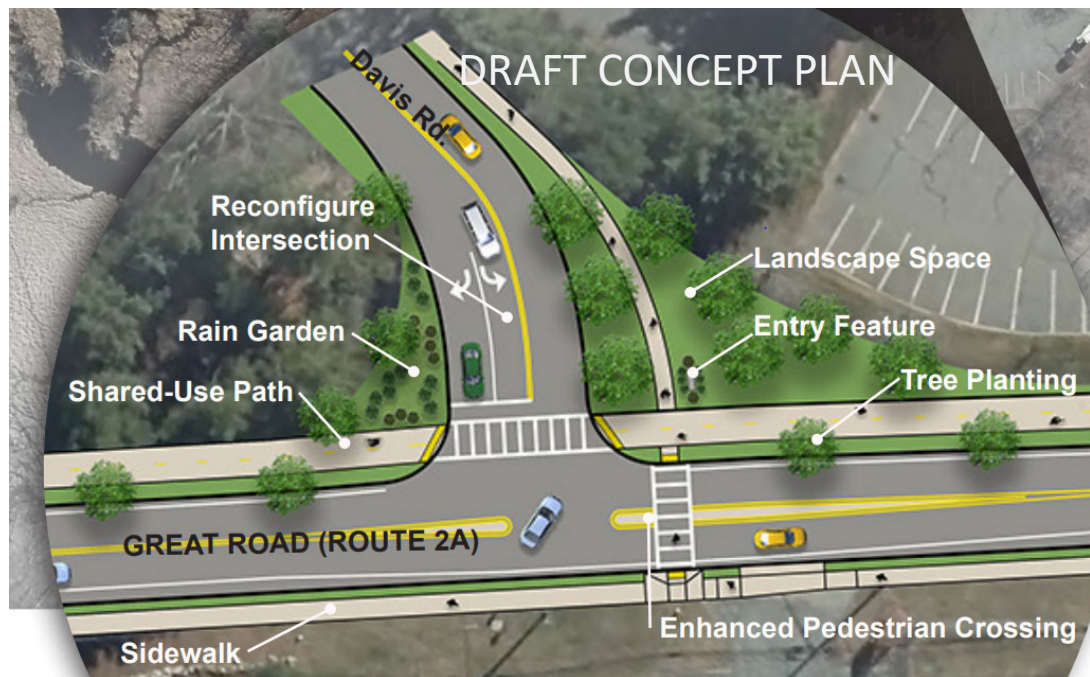 DRAFT CONCEPT PLAN
Davis Rd.
Reconfigure
Intersection
Landscape Space
Rain Garden
Entry Feature
Shared-Use Path
Tree Planting
GREAT ROAD (ROUTE 2A)
Enhanced Pedestrian Crossing
Sidewalk